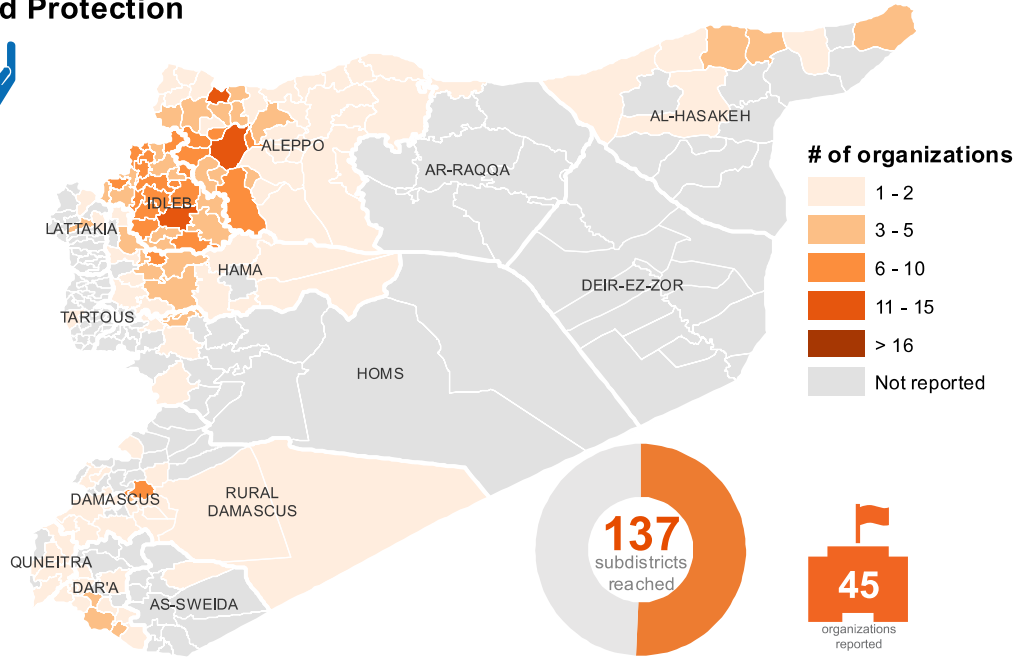 d Protection
AL-HASAKEH
ALEPPO
AR-RAQQA
IDLEB
LATTAKIA
HAMA
DEIR-EZ-ZOR
TARTOUS
HOMS
DAMASCUS
RURAL
DAMASCUS
QUNEITRA
DAR'A
AS-SWEIDA
# of organizations
1 - 2
3 - 5
6 - 10
11 - 15
> 16
Not reported
137
subdistricts
reached
45
organizations
reported